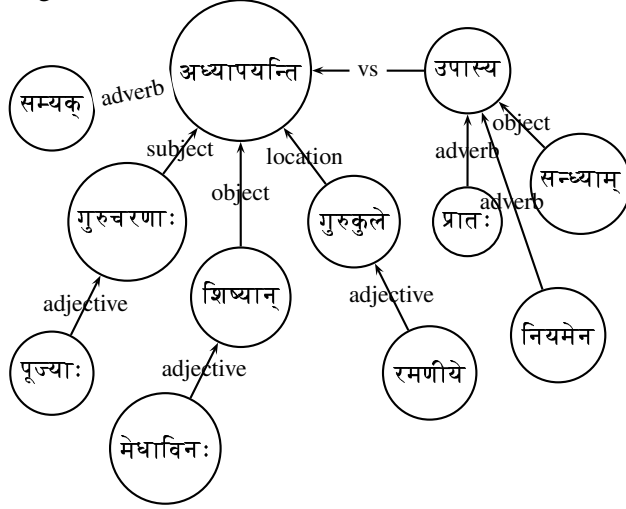 अध्यापयन्ति
vs
उपास्य
सम्यक्
adverb
subject
location
adverb
object
सन्ध्याम्
object
adverb
गुरुचरणाः
गुरुकुले
प्रातः
adjective
शिष्यान्
adjective
नियमेन
पूज्याः
adjective
रमणीये
मेधाविनः